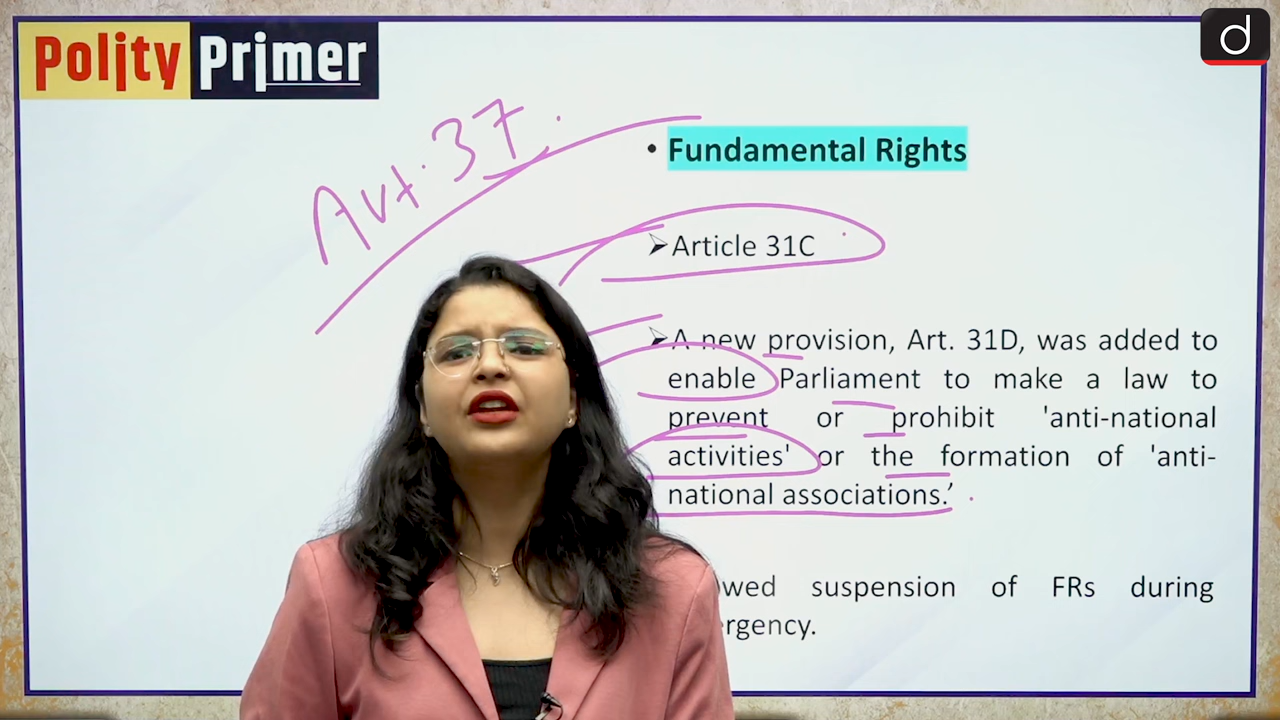 Polity Primer
d
Art. 37.
• Fundamental Rights
➤Article 31C
➤A new provision, Art. 31D, was added to
enable Parliament to make a law to
prevent or prohibit 'anti-national
activities' or the formation of 'anti-
national associations.’
suspension of FRs during